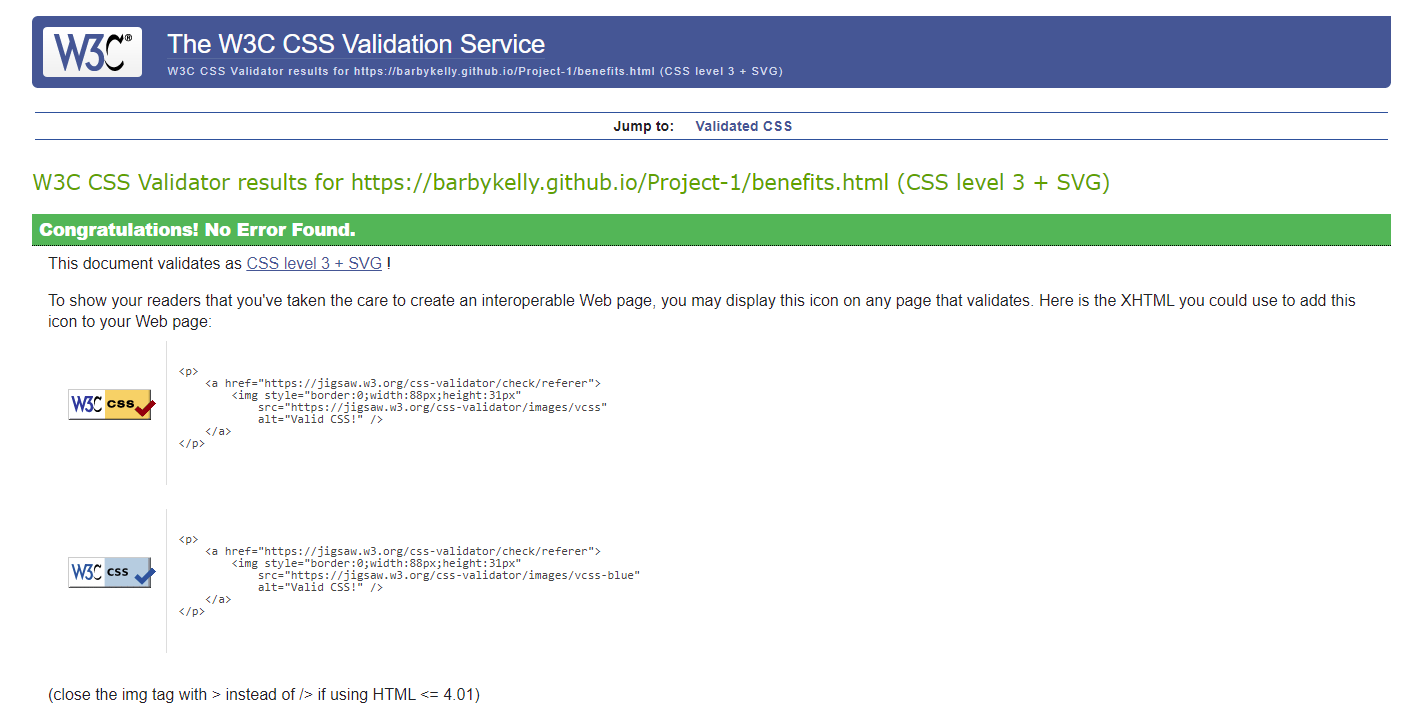 W3C®
The W3C CSS Validation Service
W3C CSS Validator results for https://barbykelly.github.io/Project-1/benefits.html (CSS level 3 + SVG)
Jump to: Validated CSS
W3C CSS Validator results for https://barbykelly.github.io/Project-1/benefits.html (CSS level 3 + SVG)
Congratulations! No Error Found.
This document validates as CSS level 3 + SVG !
To show your readers that you've taken the care to create an interoperable Web page, you may display this icon on any page that validates. Here is the XHTML you could use to add this
icon to your Web page:
W3C css
<p>
<a href="https://jigsaw.w3.org/css-validator/check/referer">
<img style="border:0;width:88px;height:31px"
src="https://jigsaw.w3.org/css-validator/images/vcss"
alt="Valid CSS!" />
</a>
</p>
W3C css
<p>
<a href="https://jigsaw.w3.org/css-validator/check/referer">
<img style="border:0;width:88px;height:31px"
src="https://jigsaw.w3.org/css-validator/images/vcss-blue"
alt="Valid CSS!" />
</a>
</p>
(close the img tag with > instead of /> if using HTML <= 4.01)